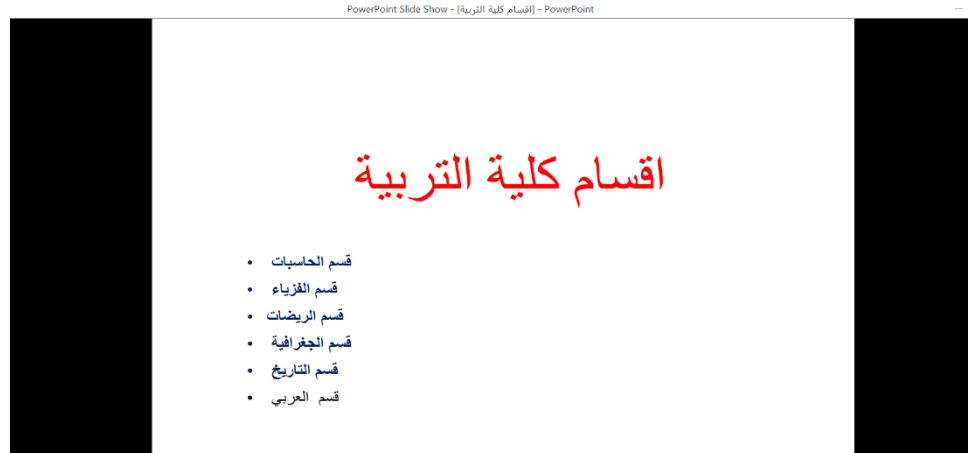 PowerPoint Slide Show - [اقسام كلية التربية] - PowerPoint
اقسام كلية التربية
• قسم الحاسبات
• قسم الفزياء
• قسم الريضات
• قسم الجغرافية
• قسم التاريخ
• قسم العربي